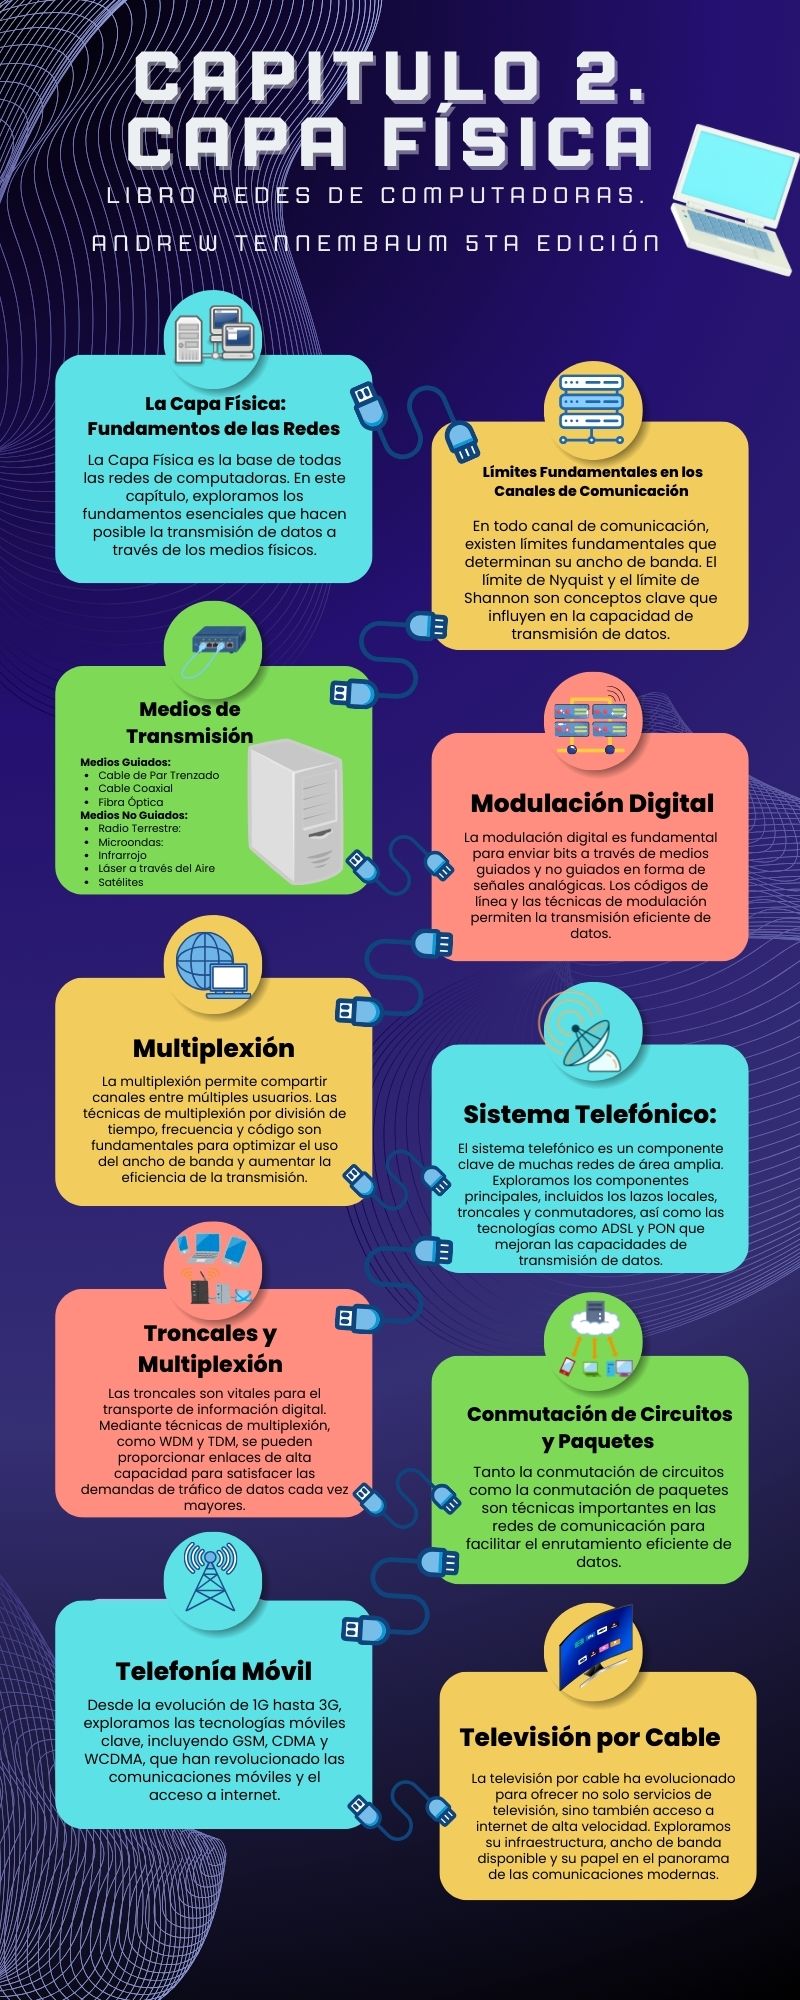 CAPITULO 2.
CAPA FÍSICA
LIBRO REDES DE COMPUTADORAS.
ANDREW TENNEMBAUM 5TA EDICIÓN
La Capa Física:
Fundamentos de las Redes
La Capa Física es la base de todas
las redes de computadoras. En este
capítulo, exploramos los
fundamentos esenciales que hacen
posible la transmisión de datos a
través de los medios físicos.
Límites Fundamentales en los
Canales de Comunicación
En todo canal de comunicación,
existen límites fundamentales que
determinan su ancho de banda. El
límite de Nyquist y el límite de
Shannon son conceptos clave que
influyen en la capacidad de
transmisión de datos.
Medios de
Transmisión
Medios Guiados:
• Cable de Par Trenzado
• Cable Coaxial
• Fibra Óptica
Medios No Guiados:
• Radio Terrestre:
• Microondas:
• Infrarrojo
• Láser a través del Aire
• Satélites
Modulación Digital
La modulación digital es fundamental
para enviar bits a través de medios
guiados y no guiados en forma de
señales analógicas. Los códigos de
línea y las técnicas de modulación
permiten la transmisión eficiente de
datos.
Multiplexión
La multiplexión permite compartir
canales entre múltiples usuarios. Las
técnicas de multiplexión por división de
tiempo, frecuencia y código son
fundamentales para optimizar el uso
del ancho de banda y aumentar la
eficiencia de la transmisión.
Sistema Telefónico:
El sistema telefónico es un componente
clave de muchas redes de área amplia.
Exploramos los componentes
principales, incluidos los lazos locales,
troncales y conmutadores, así como las
tecnologías como ADSL y PON que
mejoran las capacidades de
transmisión de datos.
Troncales y
Multiplexión
Las troncales son vitales para el
transporte de información digital.
Mediante técnicas de multiplexión,
como WDM y TDM, se pueden
proporcionar enlaces de alta
capacidad para satisfacer las
demandas de tráfico de datos cada vez
mayores.
Conmutación de Circuitos
y Paquetes
Tanto la conmutación de circuitos
como la conmutación de paquetes
son técnicas importantes en las
redes de comunicación para
facilitar el enrutamiento eficiente de
datos.
Telefonía Móvil
Desde la evolución de 1G hasta 3G,
exploramos las tecnologías móviles
clave, incluyendo GSM, CDMA y
WCDMA, que han revolucionado las
comunicaciones móviles y el
acceso a internet.
Televisión por Cable
La televisión por cable ha evolucionado
para ofrecer no solo servicios de
televisión, sino también acceso a
internet de alta velocidad. Exploramos
su infraestructura, ancho de banda
disponible y su papel en el panorama
de las comunicaciones modernas.